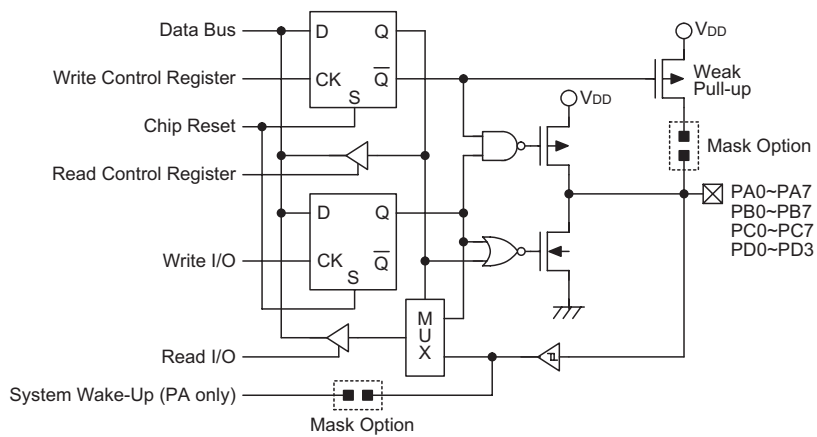 Data Bus
D
Q
VDD
Write Control Register
CK
Q
S
Weak
Pull-up
VDD
Chip Reset
Mask Option
Read Control Register
PA0~PA7
PB0~PB7
PC0~PC7
PD0~PD3
D
Q
Write I/O
CK
Q
S
M
U
X
Read I/O
System Wake-Up (PA only)
Mask Option